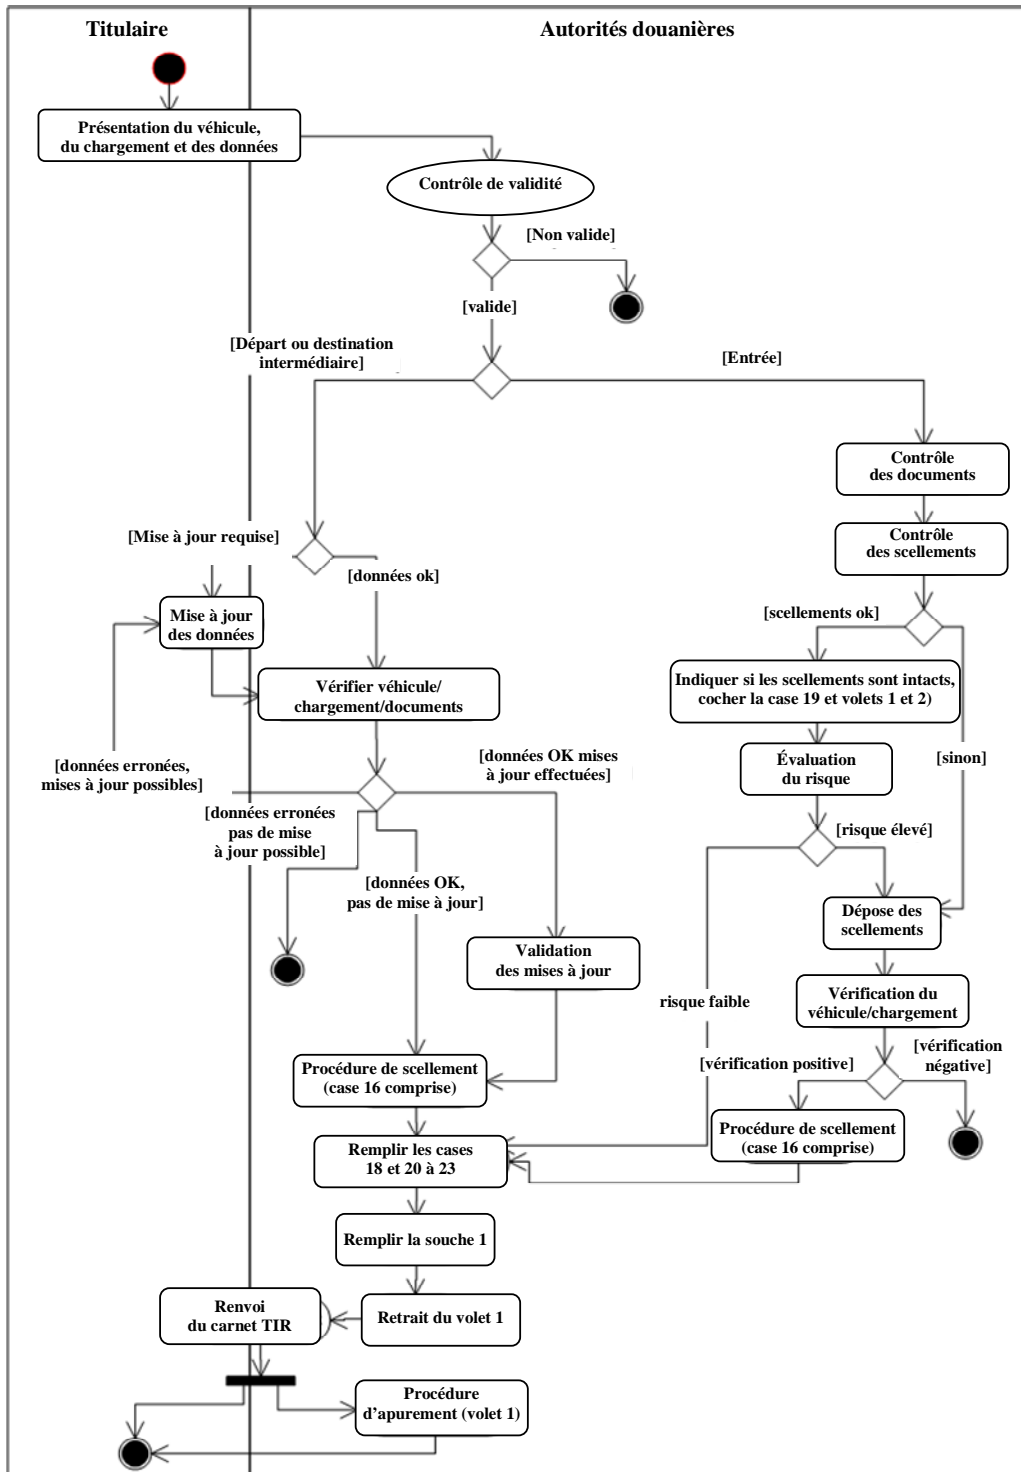 Titulaire
Autorités douanières
Présentation du véhicule,
du chargement et des données
Contrôle de validité
[Non valide]
[valide]
[Départ ou destination
intermédiaire]
[Entrée]
Contrôle
des documents
Contrôle
des scellements
[Mise à jour requise]
[données ok]
[scellements ok]
Mise à jour
des données
Vérifier véhicule/
chargement/documents
Indiquer si les scellements sont intacts,
cocher la case 19 et volets 1 et 2)
[données erronées,
mises à jour possibles]
[données OK mises
à jour effectuées]
Évaluation
du risque
[sinon]
[données erronées
pas de mise
à jour possible]
[risque élevé]
[données OK,
pas de mise à jour]
Dépose des
scellements
Validation
des mises à jour
risque faible
Vérification du
véhicule/chargement
[vérification positive]
[vérification
négative]
Procédure de scellement
(case 16 comprise)
Procédure de scellement
(case 16 comprise)
Remplir les cases
18 et 20 à 23
Remplir la souche 1
Renvoi
du carnet TIR
Retrait du volet 1
Procédure
d'apurement (volet 1)